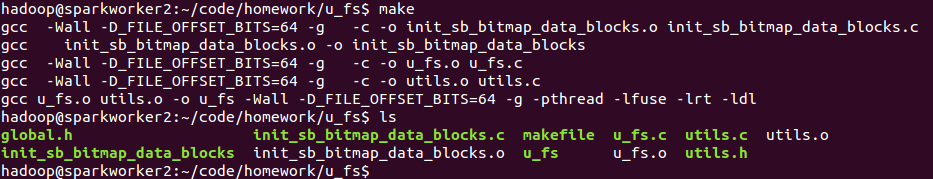 hadoop@sparkworker2:~/code/homework/u_fs$ make
gcc  -Wall -D_FILE_OFFSET_BITS=64 -g   -c -o init_sb_bitmap_data_blocks.o init_sb_bitmap_data_blocks.c
gcc   init_sb_bitmap_data_blocks.o -o init_sb_bitmap_data_blocks
gcc  -Wall -D_FILE_OFFSET_BITS=64 -g   -c -o u_fs.o u_fs.c
gcc  -Wall -D_FILE_OFFSET_BITS=64 -g   -c -o utils.o utils.c
gcc u_fs.o utils.o -o u_fs -Wall -D_FILE_OFFSET_BITS=64 -g -pthread -lfuse -lrt -ldl
hadoop@sparkworker2:~/code/homework/u_fs$ ls
global.h                    init_sb_bitmap_data_blocks.c  makefile  u_fs.c  utils.c  utils.o
init_sb_bitmap_data_blocks  init_sb_bitmap_data_blocks.o  u_fs      u_fs.o  utils.h
hadoop@sparkworker2:~/code/homework/u_fs$